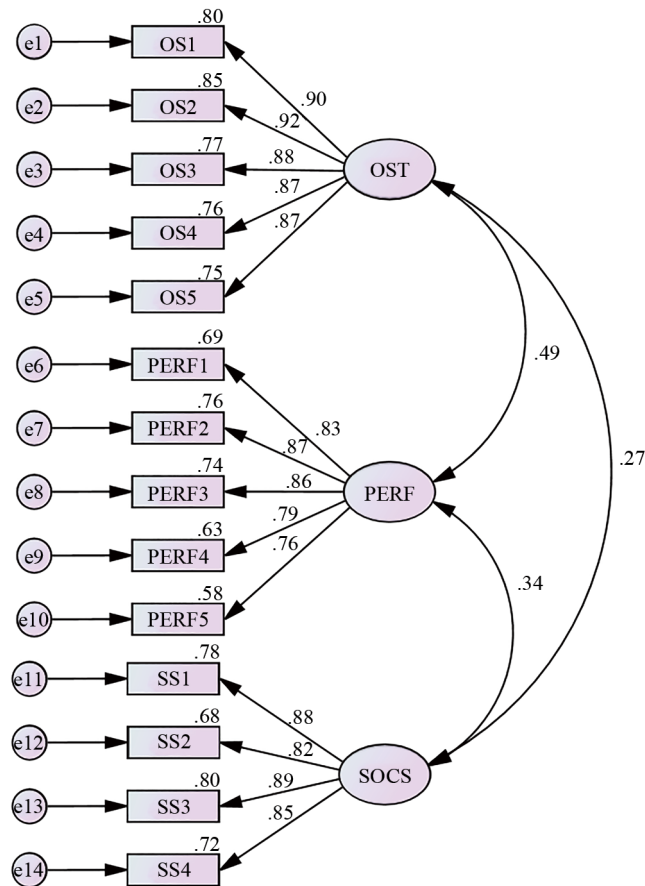 .80
e1 OS1
.90
.85
e2 OS2
.92
.77
e3 OS3
.88
OST
.76
e4 OS4
.87
.75
e5 OS5
.87
.69
e6 PERF1
.83
.49
.76
e7 PERF2
.87
.74
e8 PERF3
.86
PERF
.27
.63
e9 PERF4
.79
.58
e10 PERF5
.76
.34
.78
e11 SS1
.88
.68
e12 SS2
.82
SOCS
.80
e13 SS3
.89
.72
e14 SS4
.85